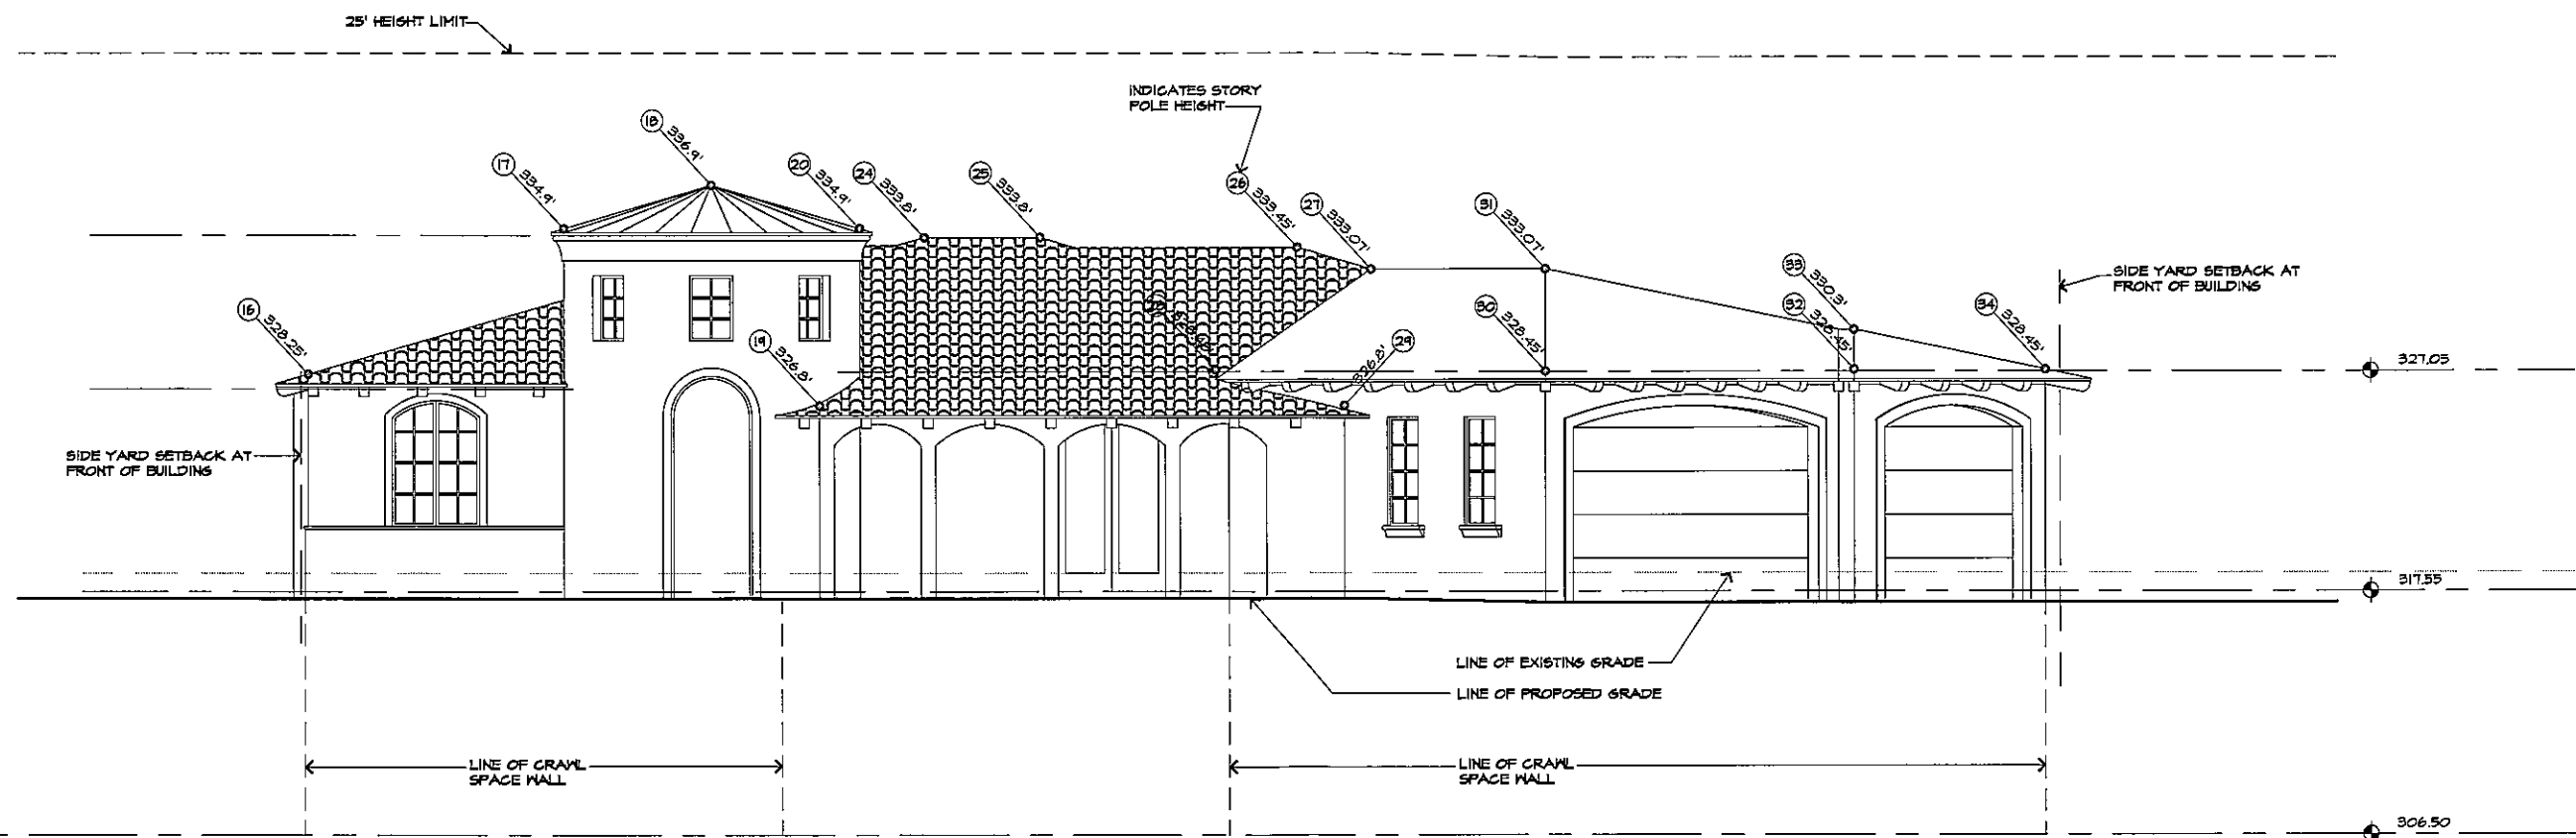 25' HEIGHT LIMIT
INDICATES STORY
POLE HEIGHT
18 336.9'
17 334.9'
20 334.9'
24 333.8'
25 333.8'
26 333.45'
27 333.07'
31 333.07'
33 330.3'
SIDE YARD SETBACK AT
FRONT OF BUILDING
16 328.25'
19 326.8'
29 326.8'
30 328.45'
32 328.45'
34 328.45'
327.05
SIDE YARD SETBACK AT
FRONT OF BUILDING
317.55
LINE OF EXISTING GRADE
LINE OF PROPOSED GRADE
LINE OF CRAWL
SPACE WALL
LINE OF CRAWL
SPACE WALL
306.50